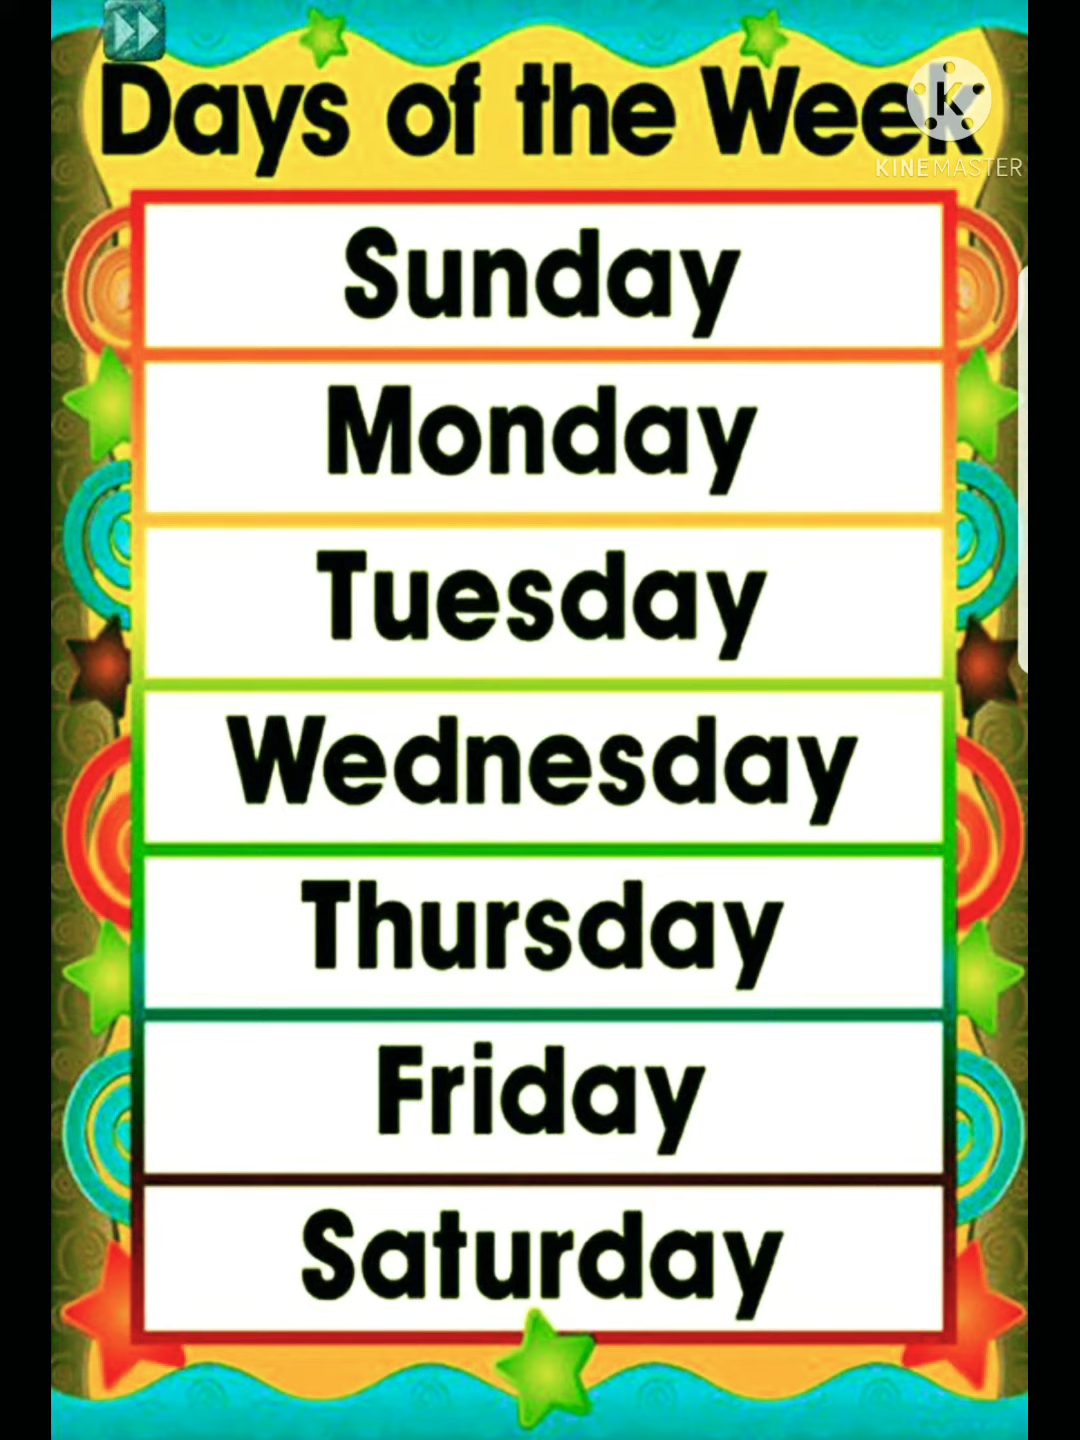 Days of the Week
KINEMASTER
Sunday
Monday
Tuesday
Wednesday
Thursday
Friday
Saturday